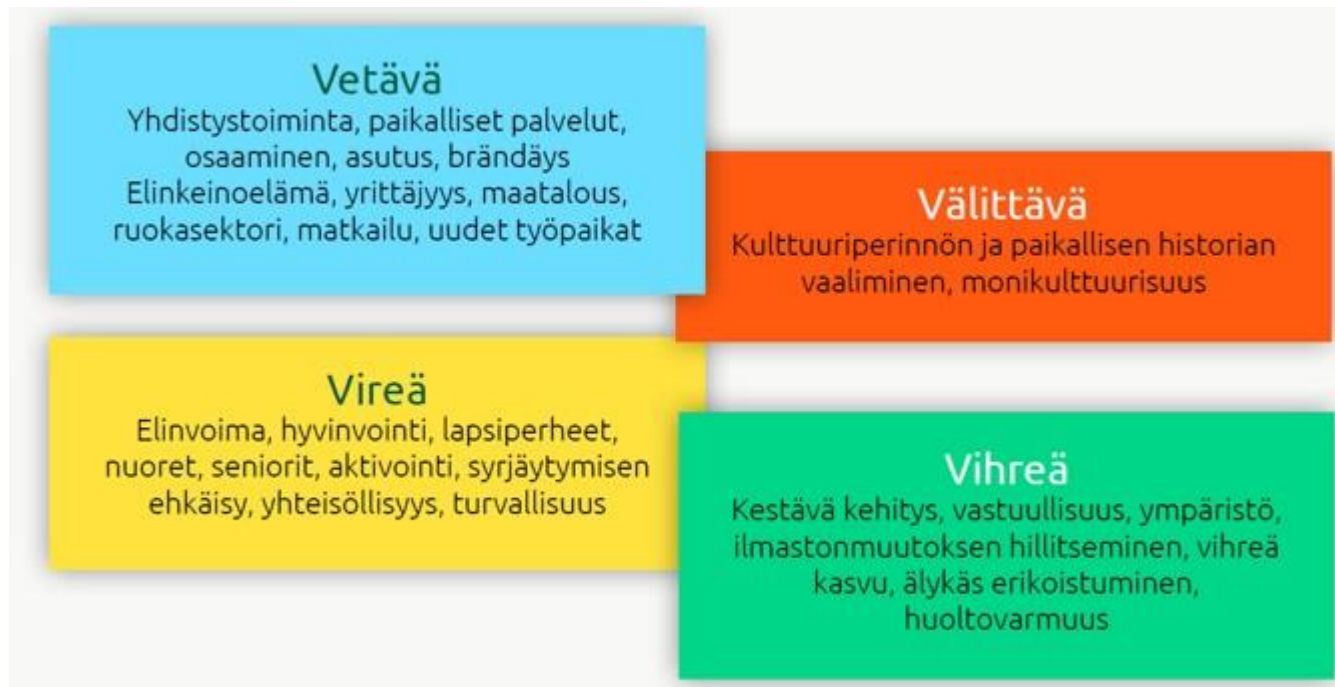 Vetävä
Yhdistystoiminta, paikalliset palvelut,
osaaminen, asutus, brändäys
Elinkeinoelämä, yrittäjyys, maatalous,
ruokasektori, matkailu, uudet työpaikat
Välittävä
Kulttuuriperinnön ja paikallisen historian
vaaliminen, monikulttuurisuus
Vireä
Elinvoima, hyvinvointi, lapsiperheet,
nuoret, seniorit, aktivointi, syrjäytymisen
ehkäisy, yhteisöllisyys, turvallisuus
Vihreä
Kestävä kehitys, vastuullisuus, ympäristö,
ilmastonmuutoksen hillitseminen, vihreä
kasvu, älykäs erikoistuminen,
huoltovarmuus